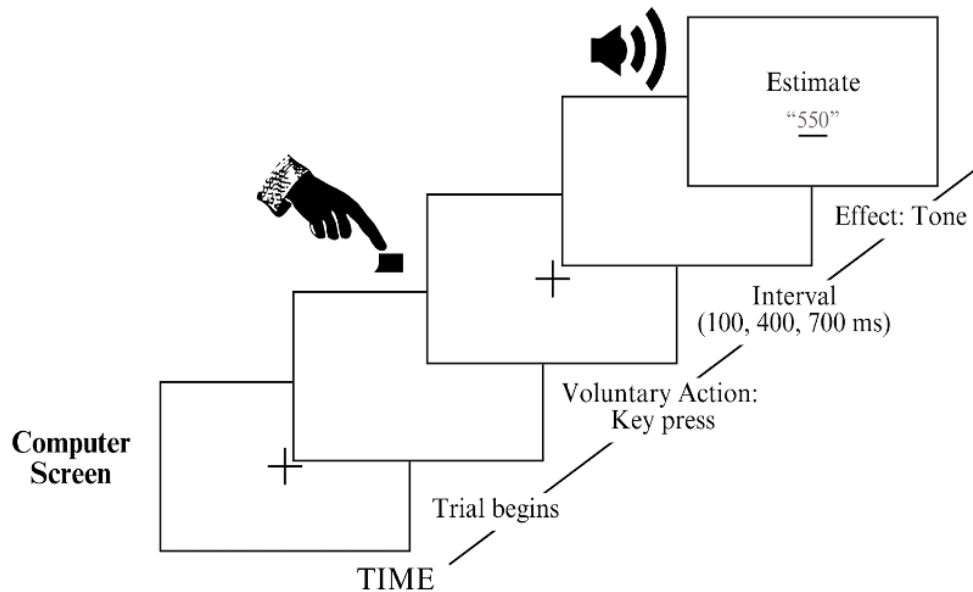 Estimate
“550”
Effect: Tone
Interval
(100, 400, 700 ms)
Voluntary Action:
Key press
Computer
Screen
Trial begins
TIME